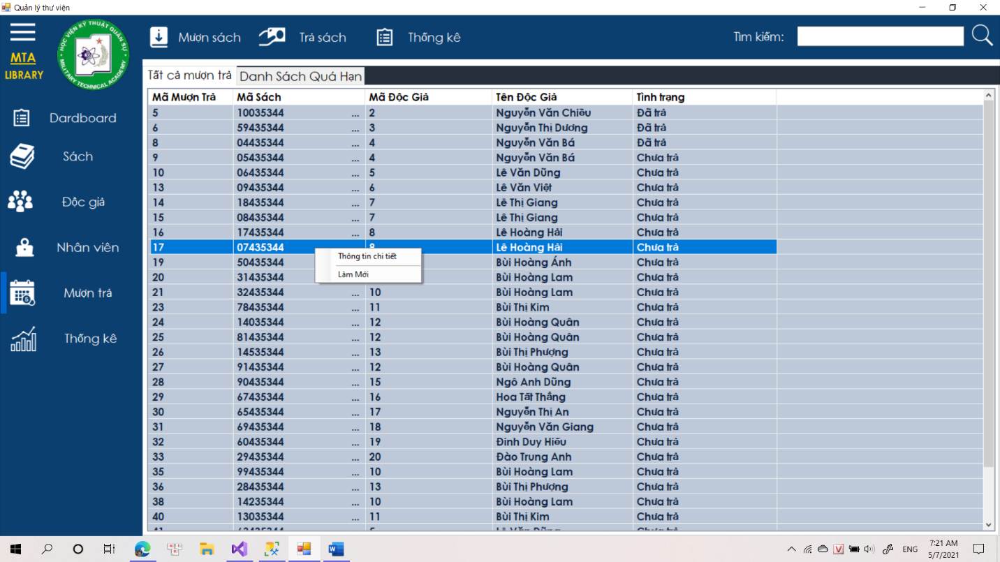 Quản lý thư viện
MTA
LIBRARY
HỌC VIỆN KỸ THUẬT QUÂN SỰ
MILITARY TECHNICAL ACADEMY
Mượn sách Trả sách Thống kê Tìm kiếm:
Tất cả mượn trả Danh Sách Quá Hạn
Dardboard
Sách
Độc giả
Nhân viên
Mượn trả
Thống kê
Mã Mượn Trả Mã Sách Mã Độc Giả Tên Độc Giả Tình trạng
5 10035344 ... 2 Nguyễn Văn Chiều Đã trả
6 59435344 ... 3 Nguyễn Thị Dương Đã trả
8 04435344 ... 4 Nguyễn Văn Bá Đã trả
9 05435344 ... 4 Nguyễn Văn Bá Chưa trả
10 06435344 ... 5 Lê Văn Dũng Chưa trả
13 09435344 ... 6 Lê Văn Việt Chưa trả
14 18435344 ... 7 Lê Thị Giang Chưa trả
15 08435344 ... 7 Lê Thị Giang Chưa trả
16 17435344 ... 8 Lê Hoàng Hải Chưa trả
17 07435344 Lê Hoàng Hải Chưa trả
Thông tin chi tiết
Làm Mới
19 50435344 Bùi Hoàng Ánh Chưa trả
20 31435344 Bùi Hoàng Lam Chưa trả
21 32435344 ... 10 Bùi Hoàng Lam Chưa trả
23 78435344 ... 11 Bùi Thị Kim Chưa trả
24 14035344 ... 12 Bùi Hoàng Quân Chưa trả
25 81435344 ... 12 Bùi Hoàng Quân Chưa trả
26 14535344 ... 13 Bùi Thị Phượng Chưa trả
27 91435344 ... 12 Bùi Hoàng Quân Chưa trả
28 90435344 ... 15 Ngô Anh Dũng Chưa trả
29 67435344 ... 16 Hoa Tất Thắng Chưa trả
30 65435344 ... 17 Nguyễn Thị An Chưa trả
31 69435344 ... 18 Nguyễn Văn Giang Chưa trả
32 60435344 ... 19 Đinh Duy Hiếu Chưa trả
33 29435344 ... 20 Đào Trung Anh Chưa trả
35 99435344 ... 10 Bùi Hoàng Lam Chưa trả
36 28435344 ... 13 Bùi Thị Phượng Chưa trả
38 14235344 ... 10 Bùi Hoàng Lam Chưa trả
40 13035344 ... 11 Bùi Thị Kim Chưa trả
ENG
7:21 AM
5/7/2021